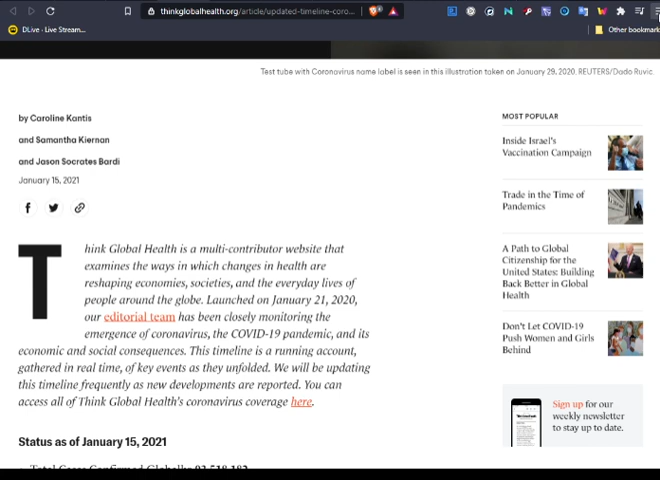 thinkglobalhealth.org/article/updated-timeline-coro...
DLive - Live Stream...
Other bookmark
Test tube with Coronavirus name label is seen in this illustration taken on January 29, 2020. REUTERS/Dado Ruvic.
by Caroline Kantis
and Samantha Kiernan
and Jason Socrates Bardi
January 15, 2021
Think Global Health is a multi-contributor website that
examines the ways in which changes in health are
reshaping economies, societies, and the everyday lives of
people around the globe. Launched on January 21, 2020,
our editorial team has been closely monitoring the
emergence of coronavirus, the COVID-19 pandemic, and its
economic and social consequences. This timeline is a running account,
gathered in real time, of key events as they unfolded. We will be updating
this timeline frequently as new developments are reported. You can
access all of Think Global Health's coronavirus coverage here.
Status as of January 15, 2021
Total Cases Confirmed Globally: 93,518,182
MOST POPULAR
Inside Israel's
Vaccination Campaign
Trade in the Time of
Pandemics
A Path to Global
Citizenship for the
United States: Building
Back Better in Global
Health
Don't Let COVID-19
Push Women and Girls
Behind
Sign up for our
weekly newsletter
to stay up to date.